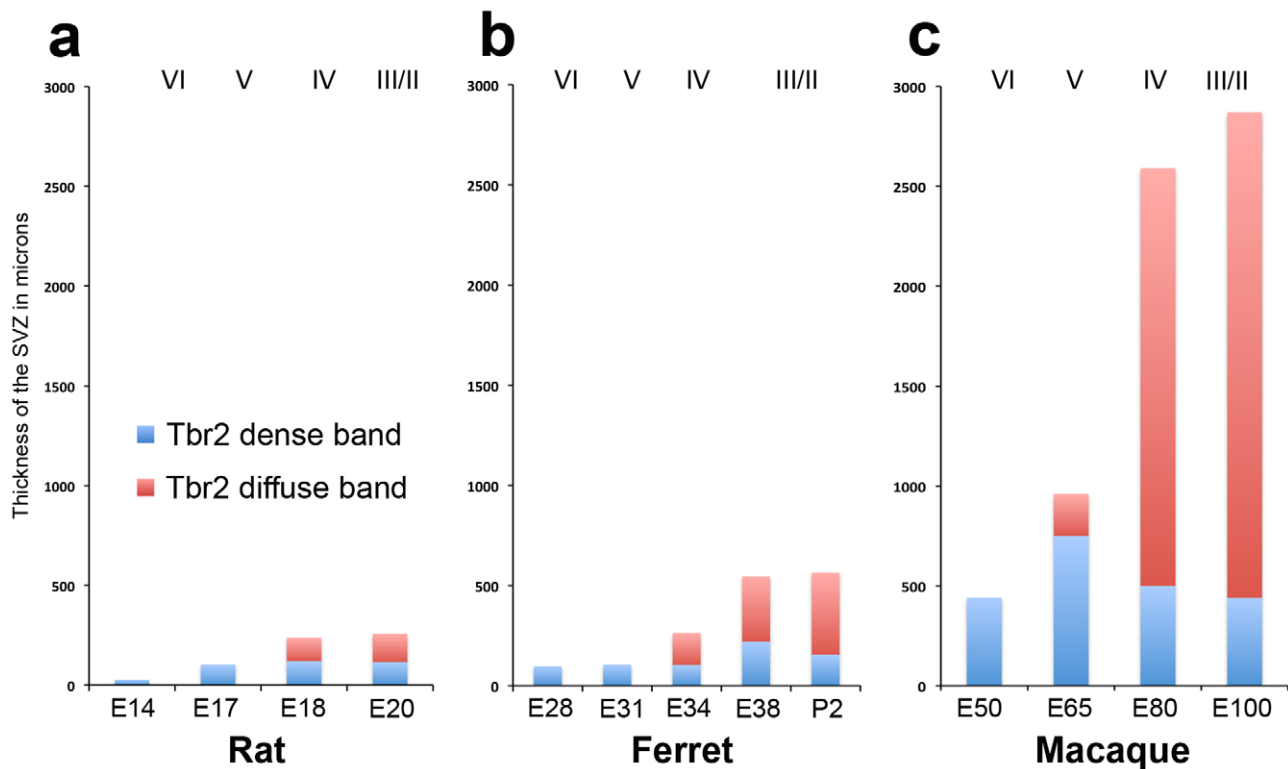 a
b
c
VI V IV III/II
VI V IV III/II
VI V IV III/II
Thickness of the SVZ in microns
3000
2500
2000
1500
1000
500
0
3000
2500
2000
1500
1000
500
0
3000
2500
2000
1500
1000
500
0
Tbr2 dense band
Tbr2 diffuse band
E14 E17 E18 E20
Rat
E28 E31 E34 E38 P2
Ferret
E50 E65 E80 E100
Macaque